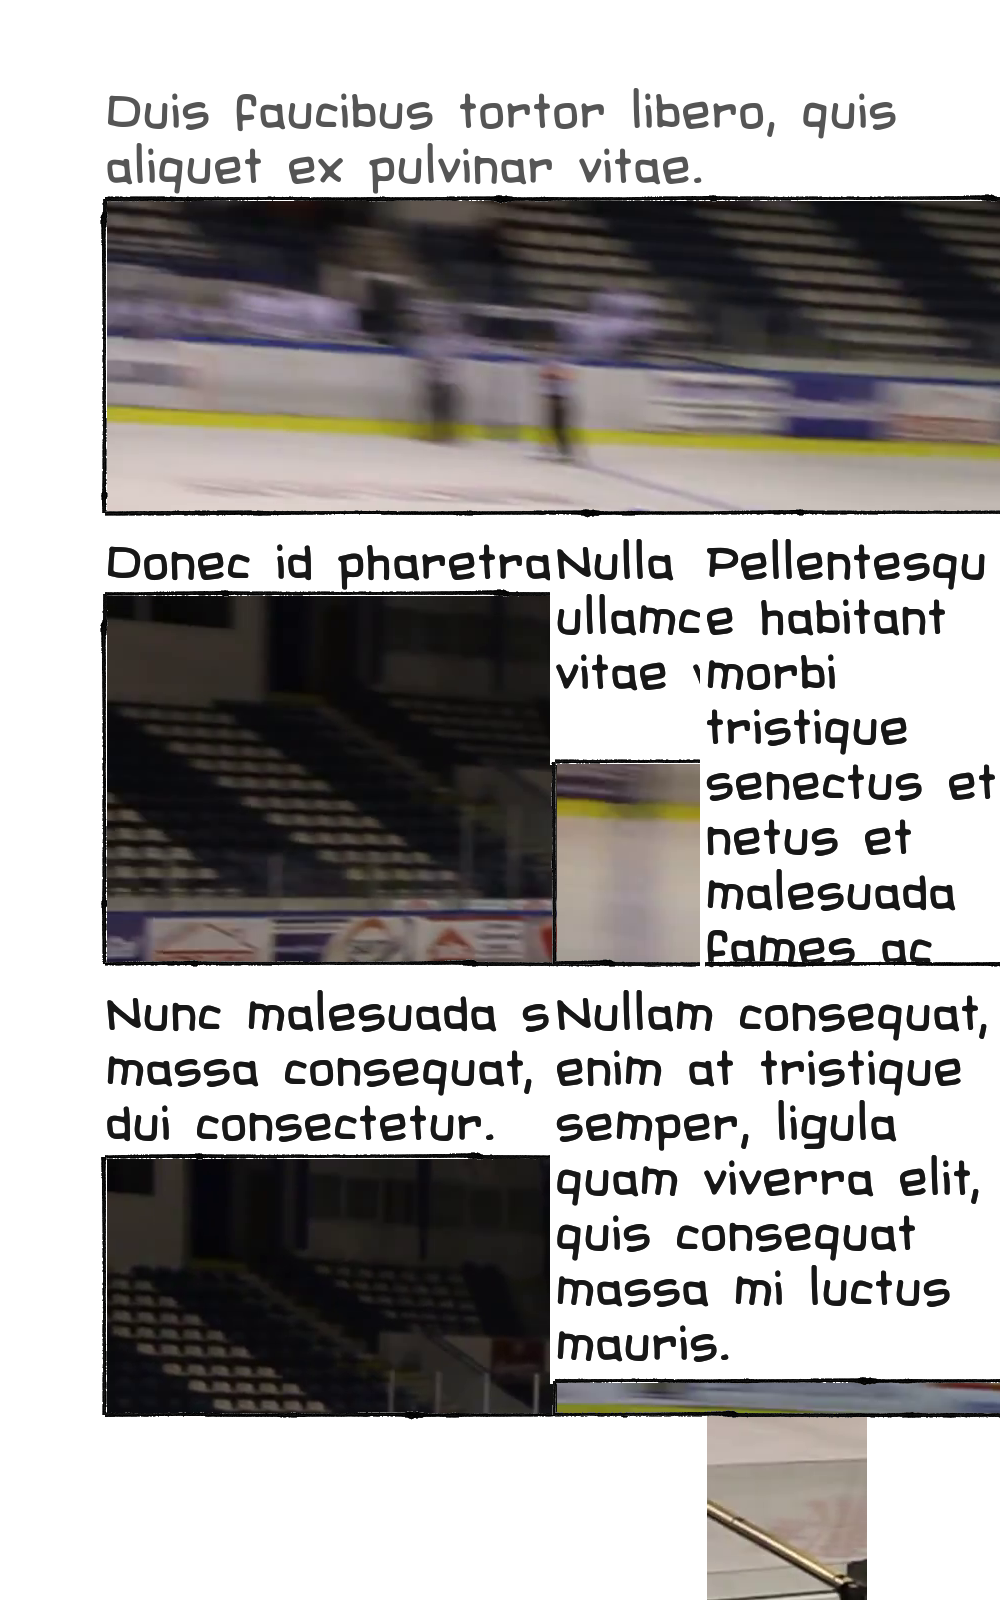 Duis faucibus tortor libero, quis
aliquet ex pulvinar vitae.
Donec id pharetra
Nulla
ullamc
vitae
Pellentesqu
e habitant
morbi
tristique
senectus et
netus et
malesuada
fames ac
Nunc malesuada s
massa consequat,
dui consectetur.
Nullam consequat,
enim at tristique
semper, ligula
quam viverra elit,
quis consequat
massa mi luctus
mauris.